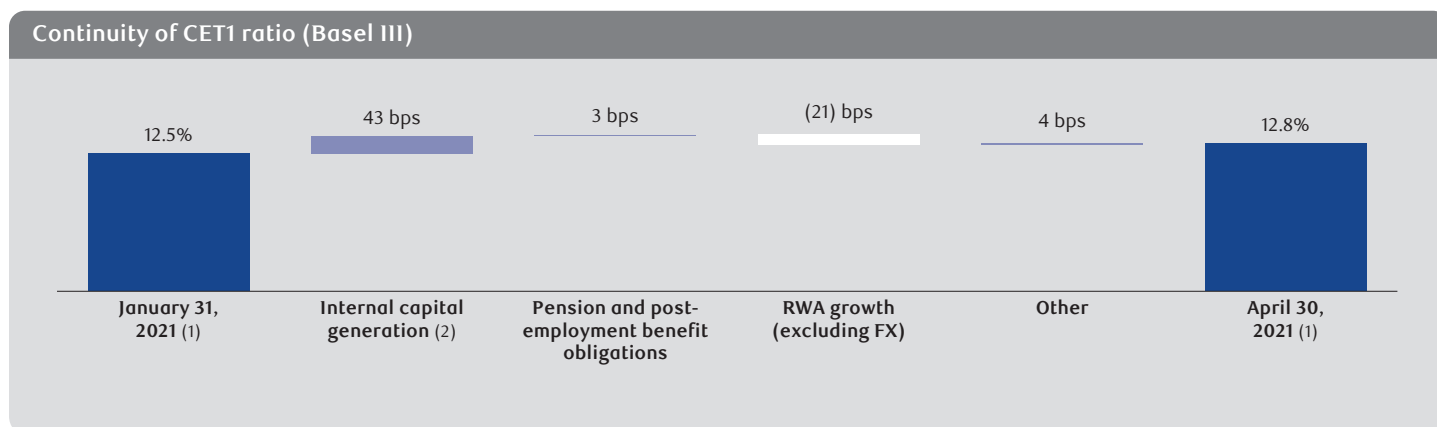 Continuity of CET1 ratio (Basel III)
12.5%
43 bps
3 bps
(21) bps
4 bps
12.8%
January 31,
2021 (1)
Internal capital
generation (2)
Pension and post-
employment benefit
obligations
RWA growth
(excluding FX)
Other
April 30,
2021 (1)